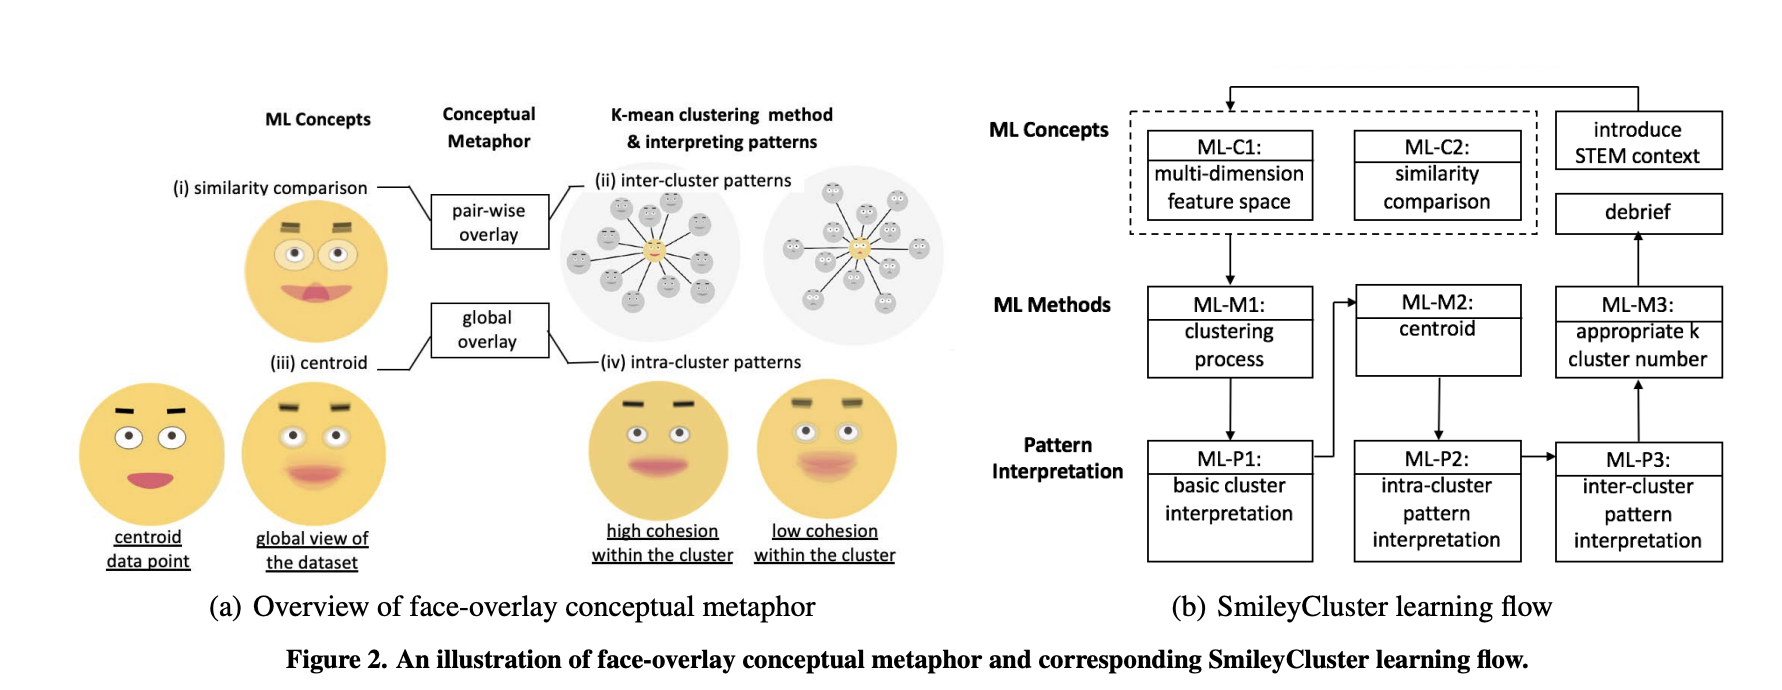 ML Concepts
Conceptual
Metaphor
K-mean clustering method
& interpreting patterns
(i) similarity comparison
pair-wise
overlay
(ii) inter-cluster patterns
global
overlay
(iii) centroid
(iv) intra-cluster patterns
centroid
data point
global view of
the dataset
high cohesion
within the cluster
low cohesion
within the cluster
(a) Overview of face-overlay conceptual metaphor
ML Concepts
ML-C1:
multi-dimension
feature space
ML-C2:
similarity
comparison
introduce
STEM context
debrief
ML Methods
ML-M1:
clustering
process
ML-M2:
centroid
ML-M3:
appropriate k
cluster number
Pattern
Interpretation
ML-P1:
basic cluster
interpretation
ML-P2:
intra-cluster
pattern
interpretation
ML-P3:
inter-cluster
pattern
interpretation
(b) SmileyCluster learning flow
Figure 2. An illustration of face-overlay conceptual metaphor and corresponding SmileyCluster learning flow.